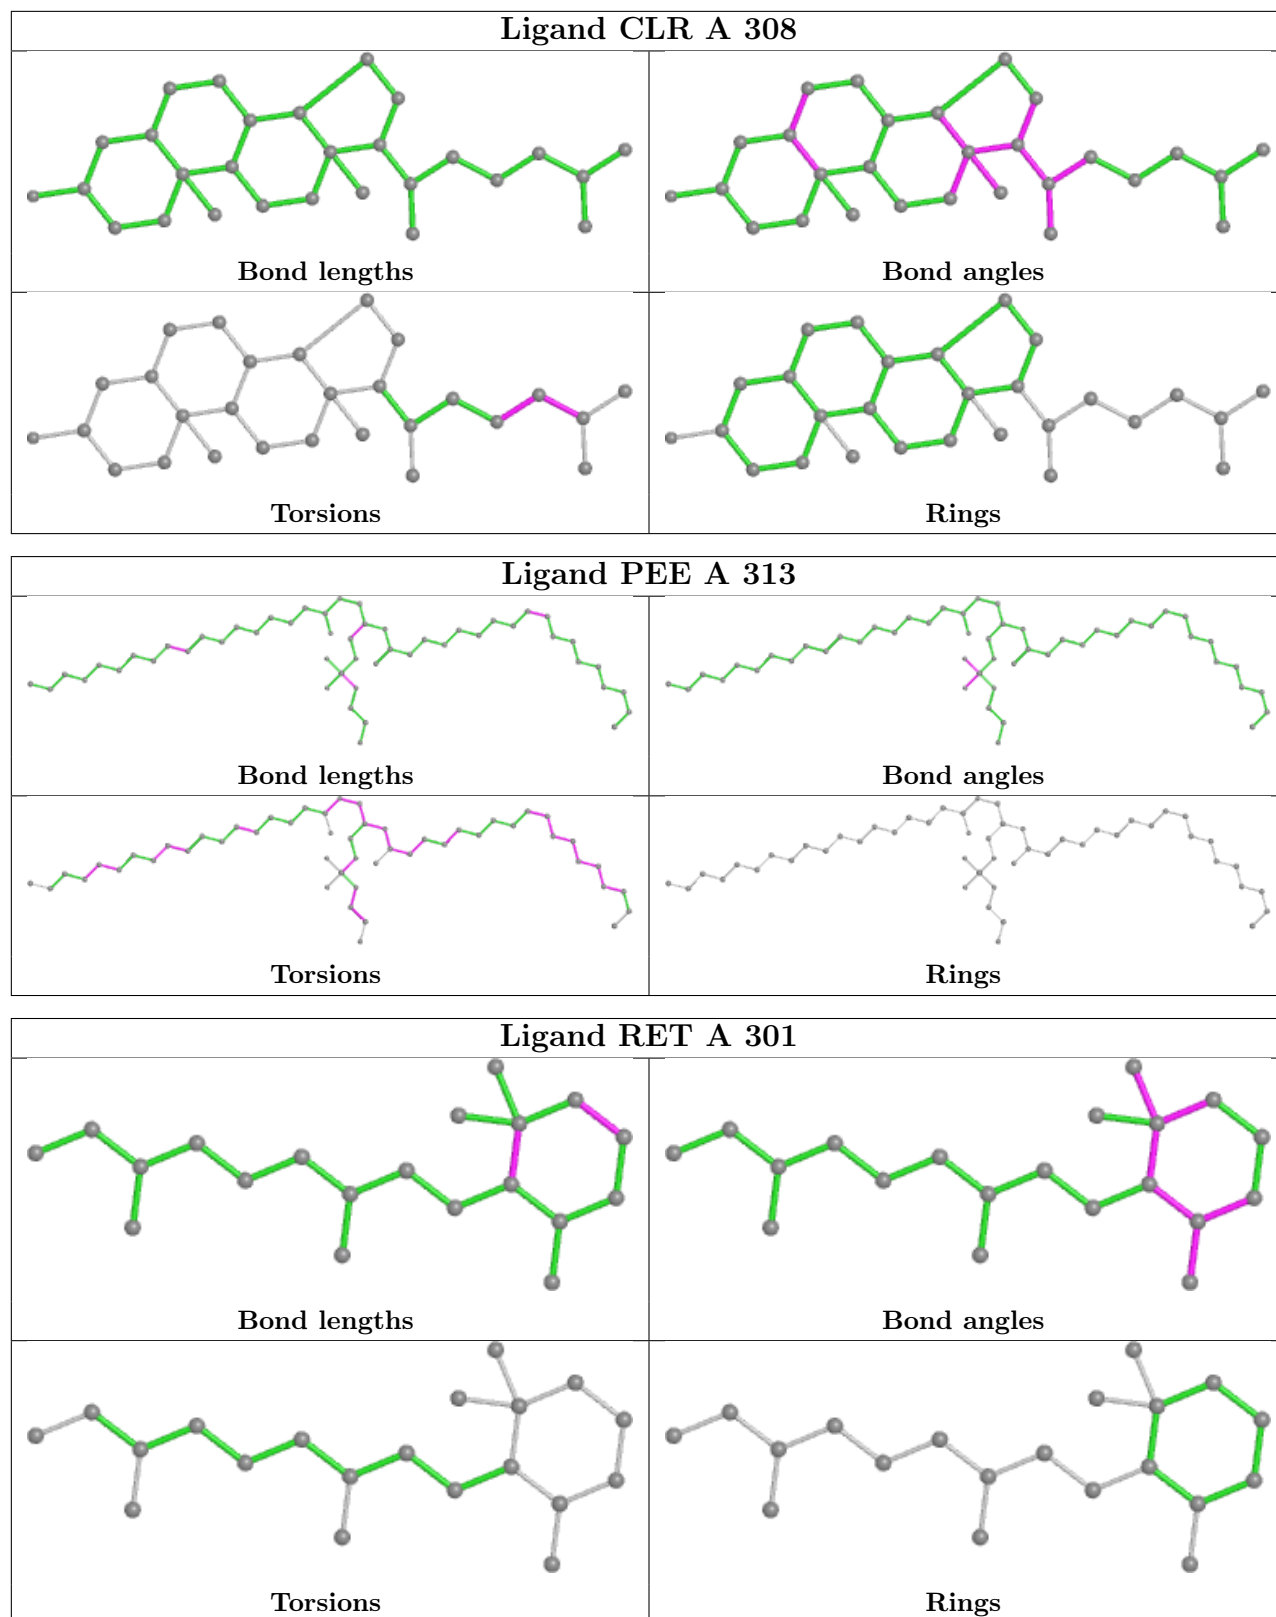 Ligand CLR A 308
Bond lengths
Bond angles
Torsions
Rings
Ligand PEE A 313
Bond lengths
Bond angles
Torsions
Rings
Ligand RET A 301
Bond lengths
Bond angles
Torsions
Rings